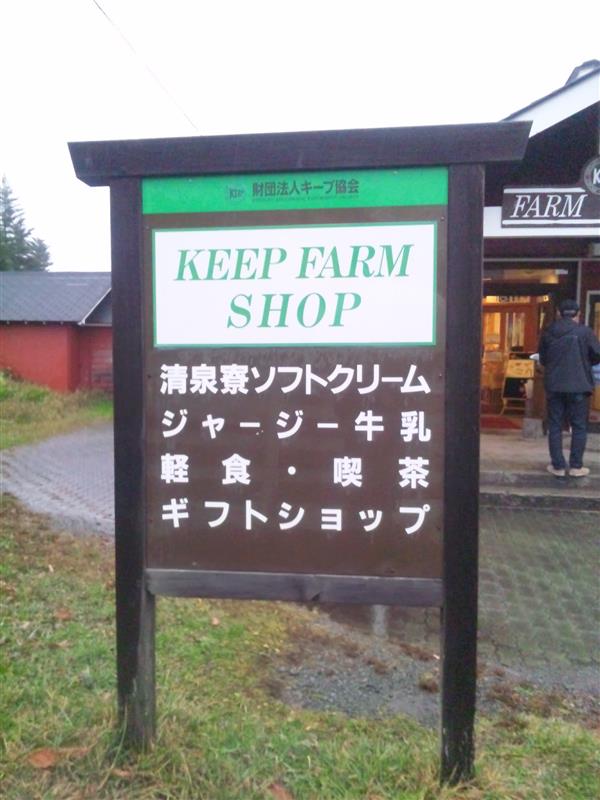 財団法人キープ協会
KEEP FARM
SHOP
清泉寮ソフトクリーム
ジャージー牛乳
軽食・喫茶
ギフトショップ
FARM